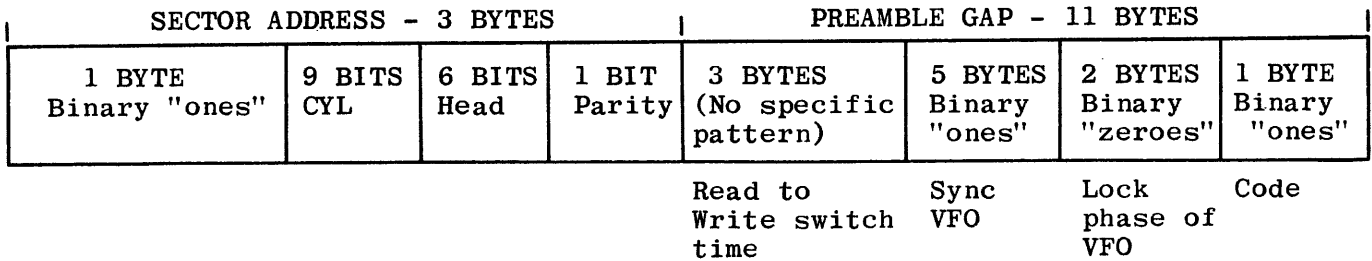 SECTOR ADDRESS - 3 BYTES
PREAMBLE GAP - 11 BYTES
1 BYTE
Binary "ones"
9 BITS
CYL
6 BITS
Head
1 BIT
Parity
3 BYTES
(No specific
pattern)
5 BYTES
Binary
"ones"
2 BYTES
Binary
"zeroes"
1 BYTE
Binary
"ones"
Read to
Write switch
time
Sync
VFO
Lock
phase of
VFO
Code